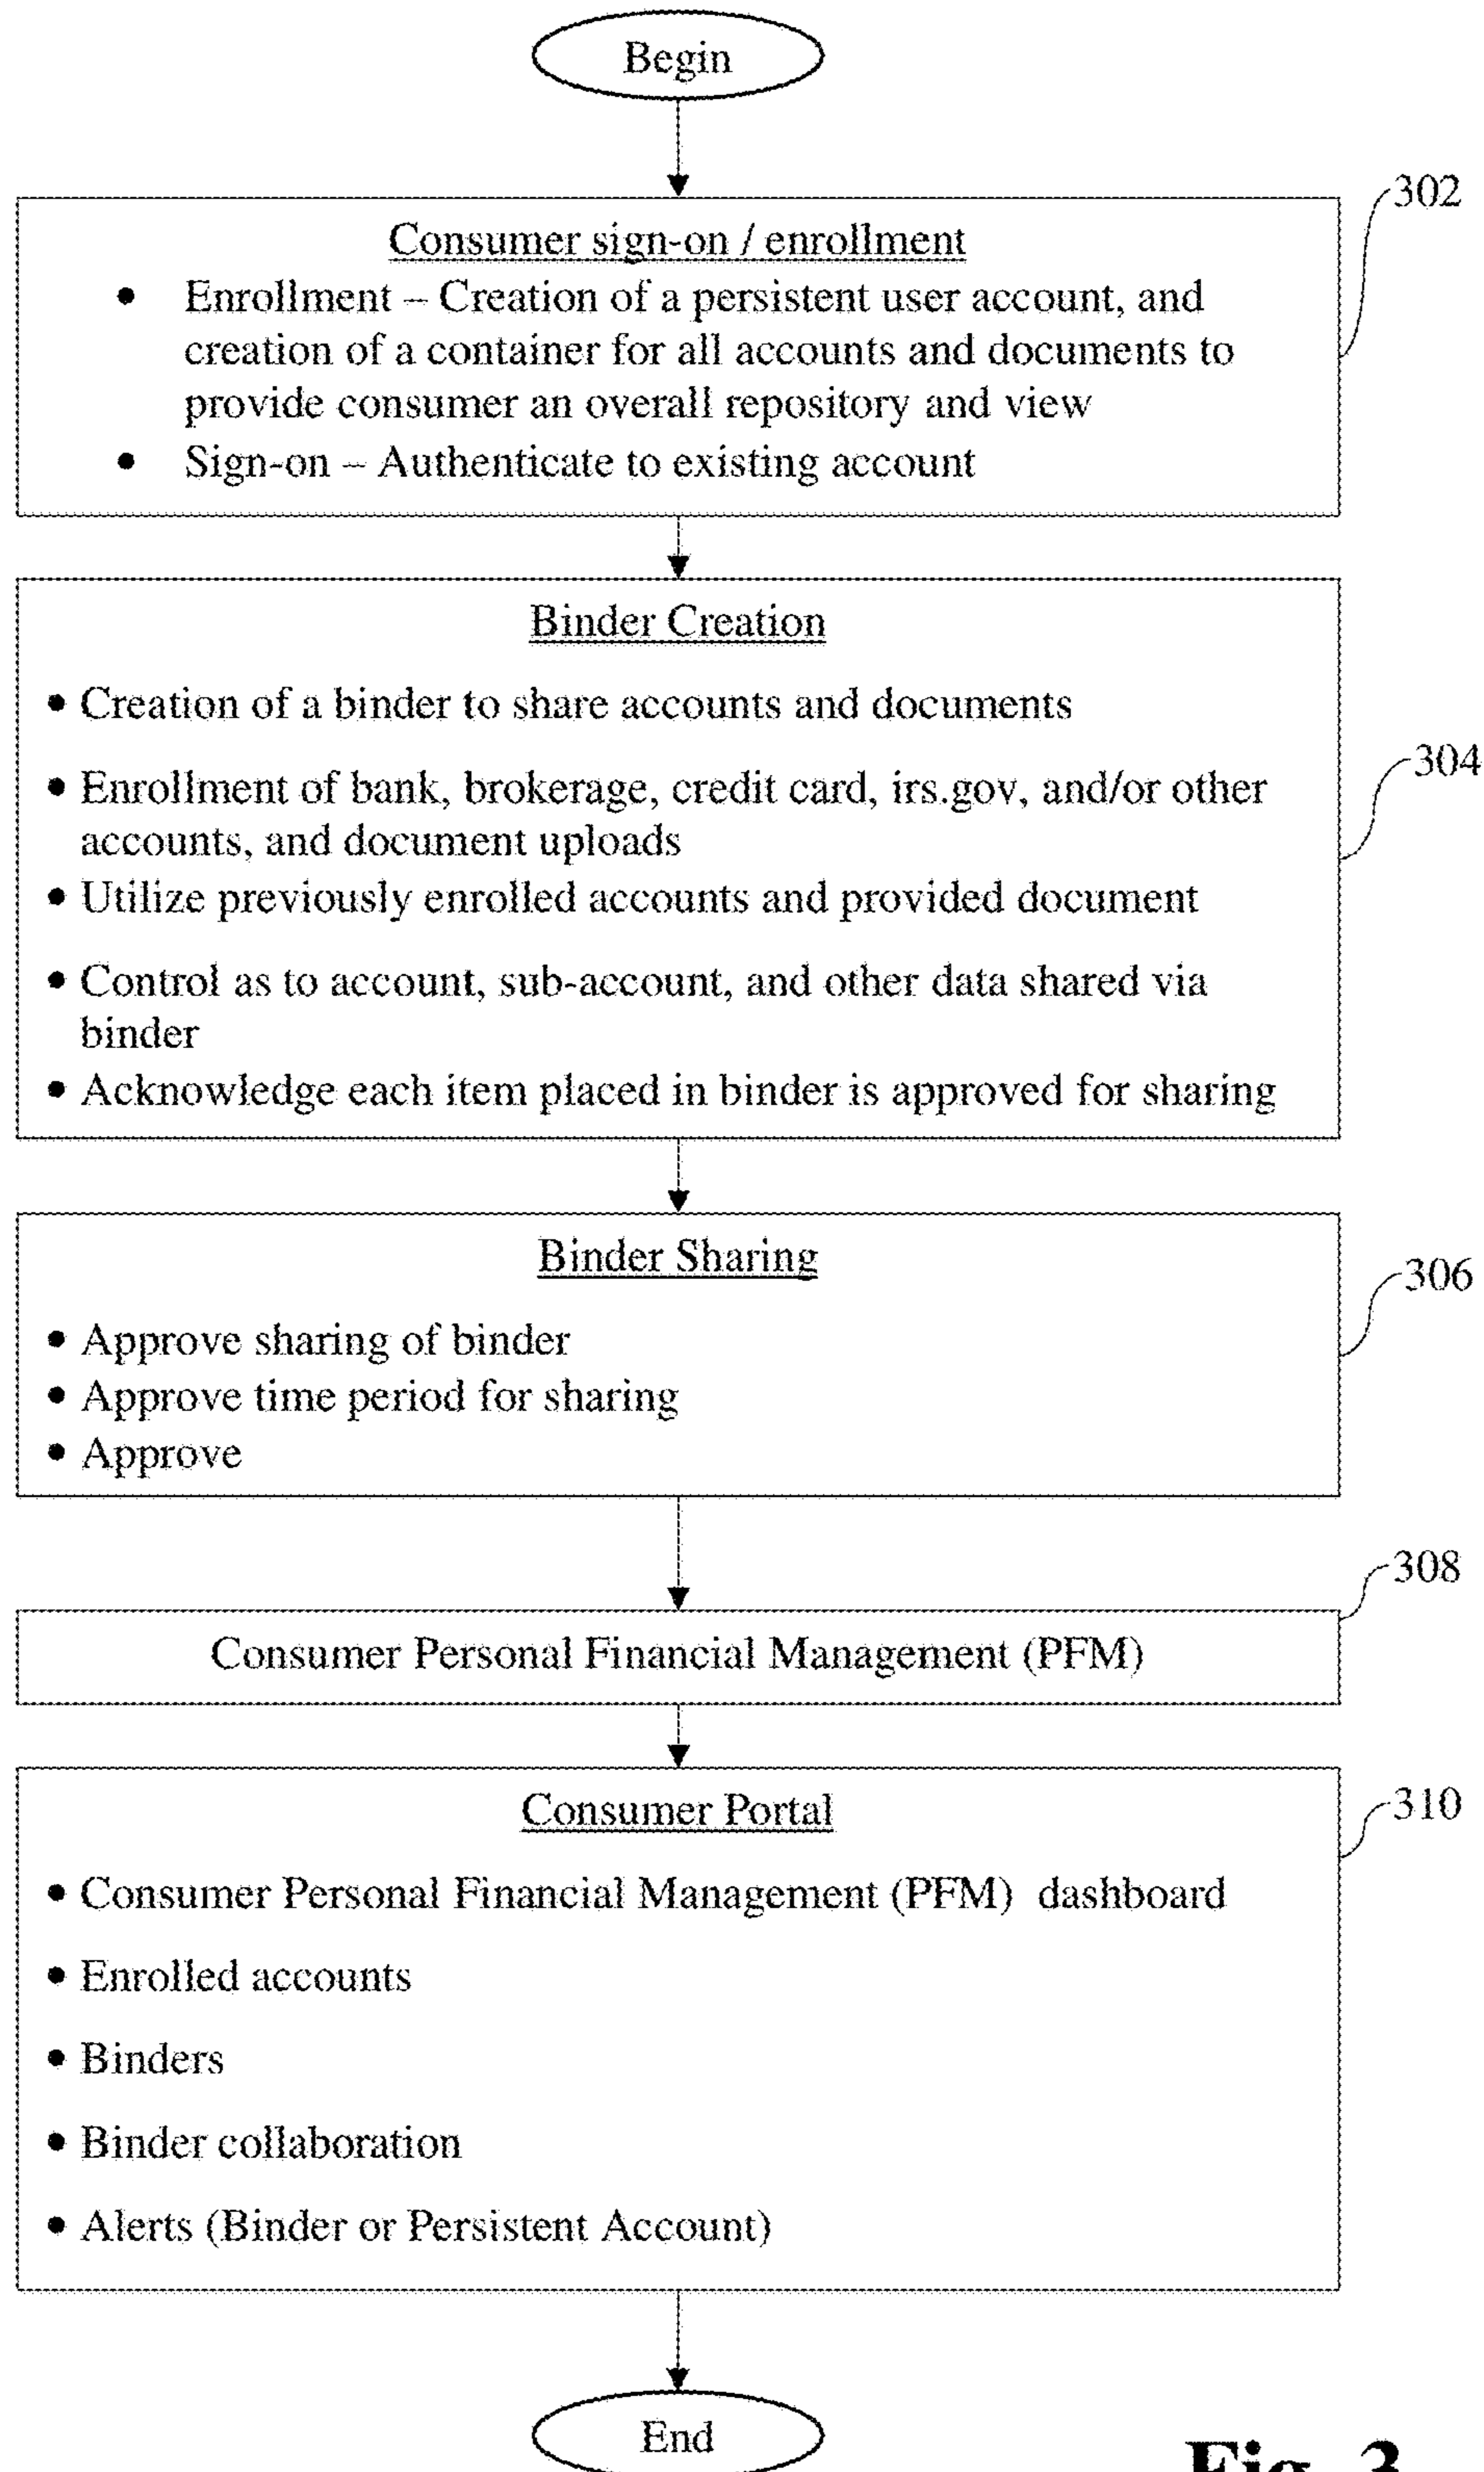 Begin
302
Consumer sign-on / enrollment
• Enrollment – Creation of a persistent user account, and
creation of a container for all accounts and documents to
provide consumer an overall repository and view
• Sign-on – Authenticate to existing account
Binder Creation
• Creation of a binder to share accounts and documents
304
• Enrollment of bank, brokerage, credit card, irs.gov, and/or other
accounts, and document uploads
• Utilize previously enrolled accounts and provided document
• Control as to account, sub-account, and other data shared via
binder
• Acknowledge each item placed in binder is approved for sharing
Binder Sharing
306
• Approve sharing of binder
• Approve time period for sharing
• Approve
308
Consumer Personal Financial Management (PFM)
Consumer Portal
310
• Consumer Personal Financial Management (PFM) dashboard
• Enrolled accounts
• Binders
• Binder collaboration
• Alerts (Binder or Persistent Account)
End
Fig. 3